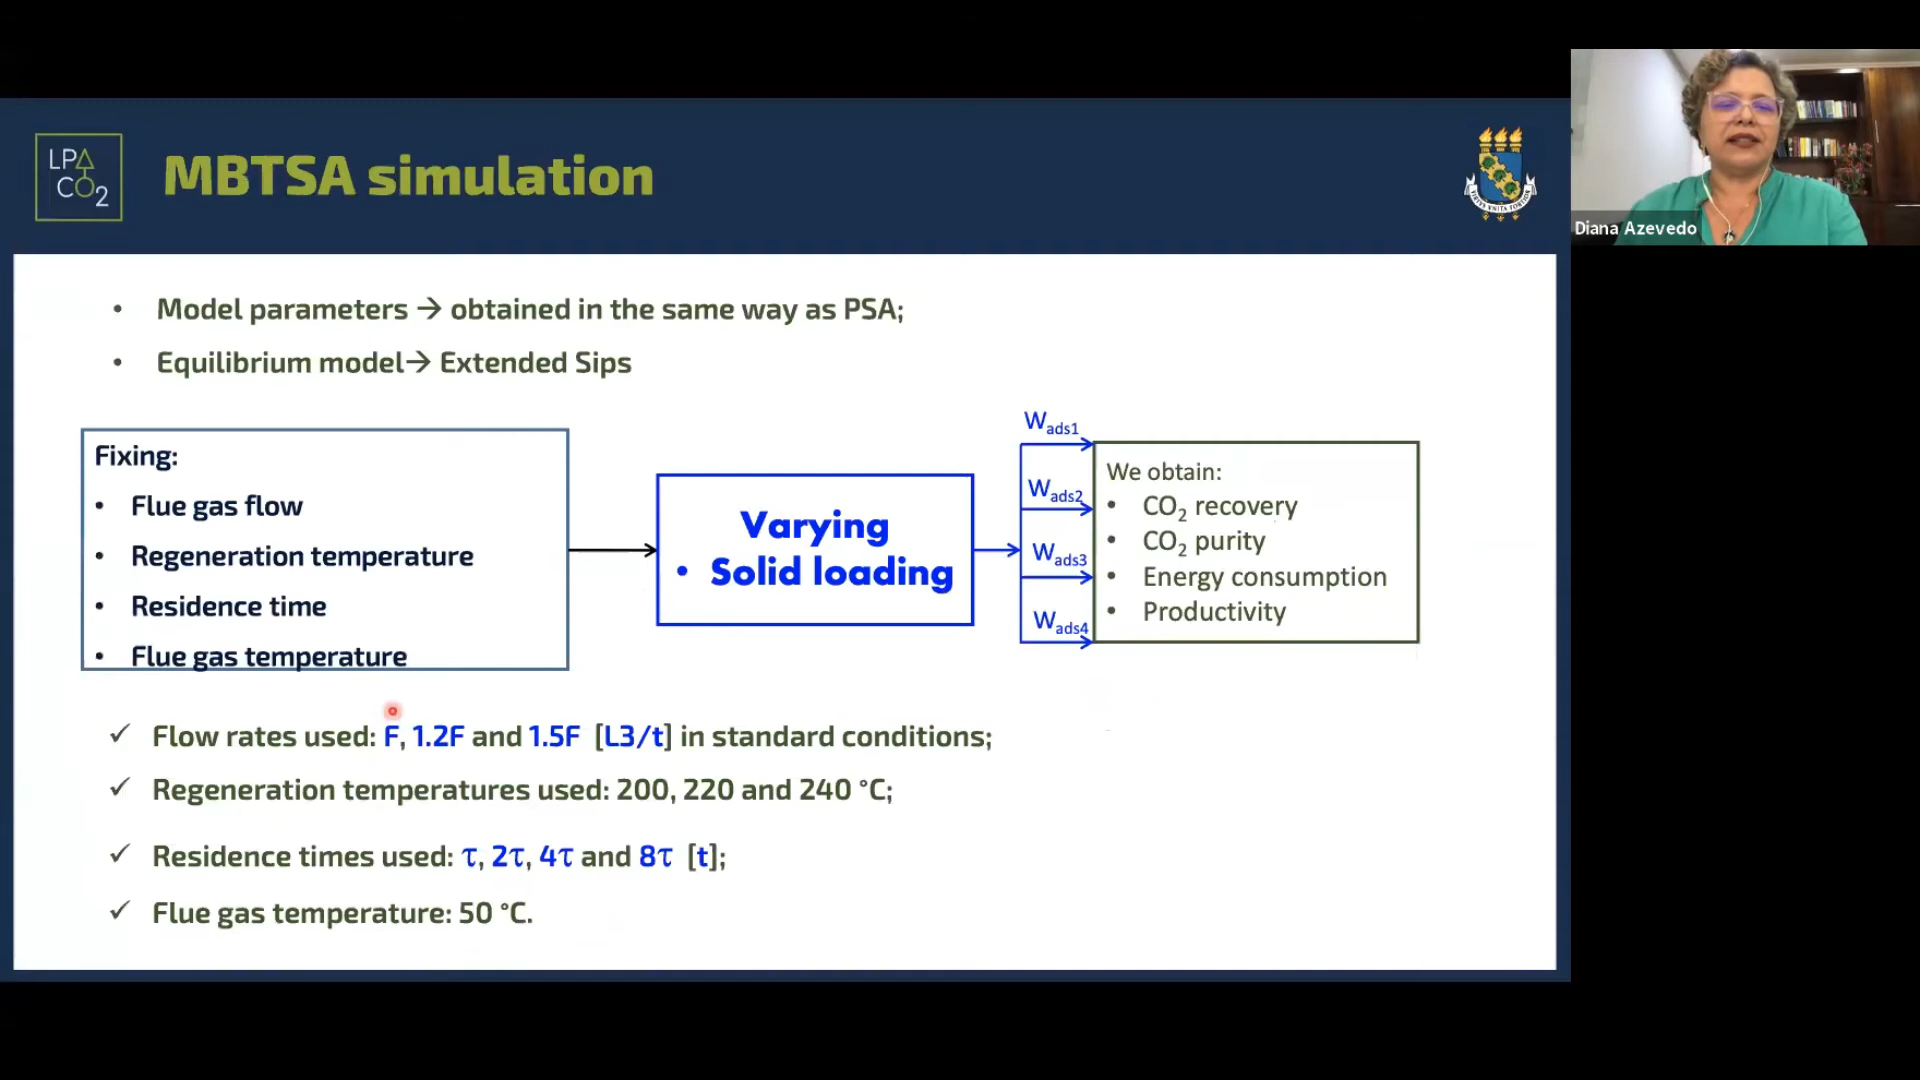 LPA
CO2
MBTSA simulation
VIRTUS UNITA FORTIOR
Diana Azevedo
• Model parameters → obtained in the same way as PSA;
• Equilibrium model→ Extended Sips
Fixing:
• Flue gas flow
• Regeneration temperature
• Residence time
• Flue gas temperature
Varying
• Solid loading
Wads1
Wads2
Wads3
Wads4
We obtain:
• CO2 recovery
• CO2 purity
• Energy consumption
• Productivity
✓ Flow rates used: F, 1.2F and 1.5F [L3/t] in standard conditions;
✓ Regeneration temperatures used: 200, 220 and 240 °C;
✓ Residence times used: τ, 2τ, 4τ and 8τ [t];
✓ Flue gas temperature: 50 °C.